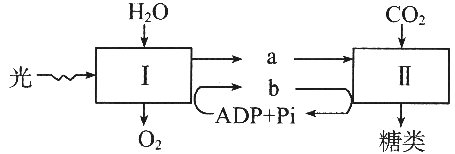 H₂O CO₂
光 I a II
b
ADP+Pi
O₂ 糖类